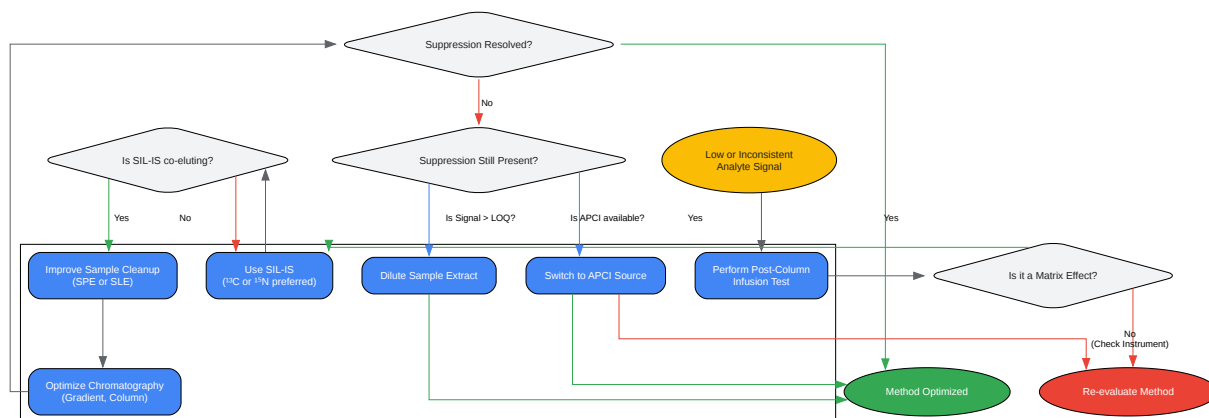 Suppression Resolved?
No
Is SIL-IS co-eluting?
Suppression Still Present?
Low or Inconsistent
Analyte Signal
Yes
No
Is Signal > LOQ?
Is APCI available?
Yes
Yes
Improve Sample Cleanup
(SPE or SLE)
Use SIL-IS
(¹³C or ¹⁵N preferred)
Dilute Sample Extract
Switch to APCI Source
Perform Post-Column
Infusion Test
Is it a Matrix Effect?
No
(Check Instrument)
Optimize Chromatography
(Gradient, Column)
Method Optimized
Re-evaluate Method